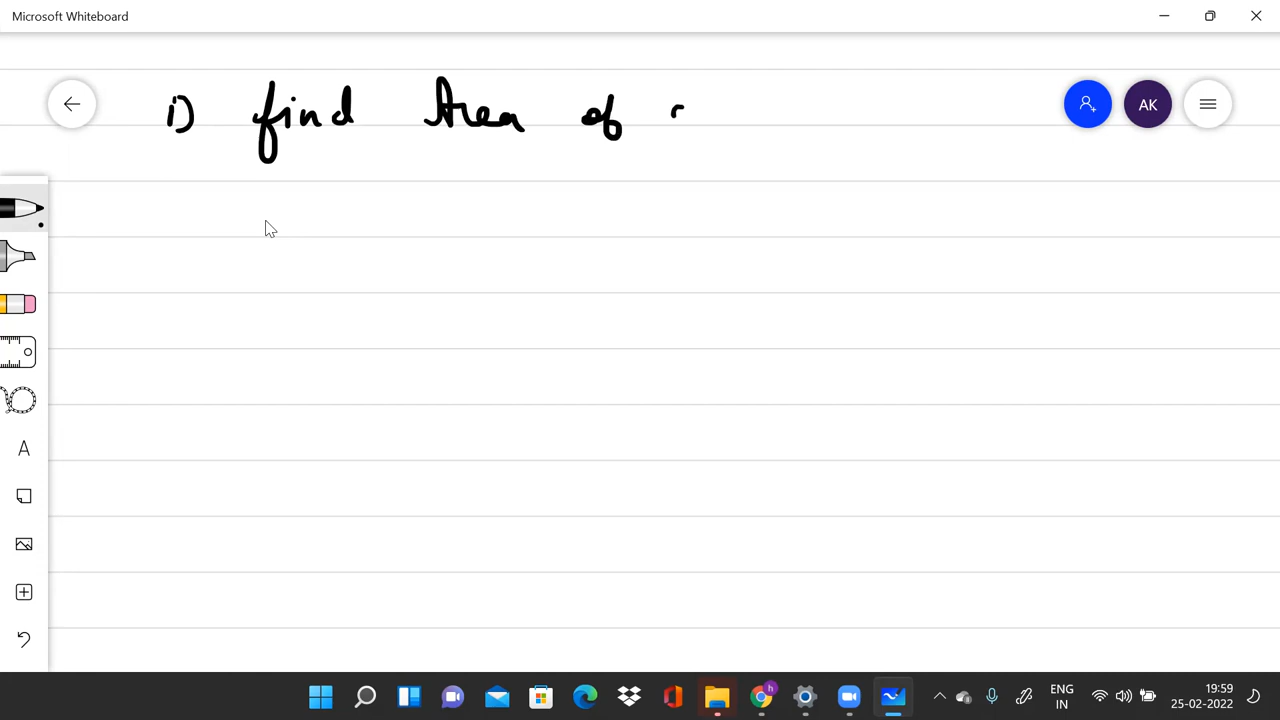 Microsoft Whiteboard
1) find Area of
AK
A
h
ENG
IN
19:59
25-02-2022